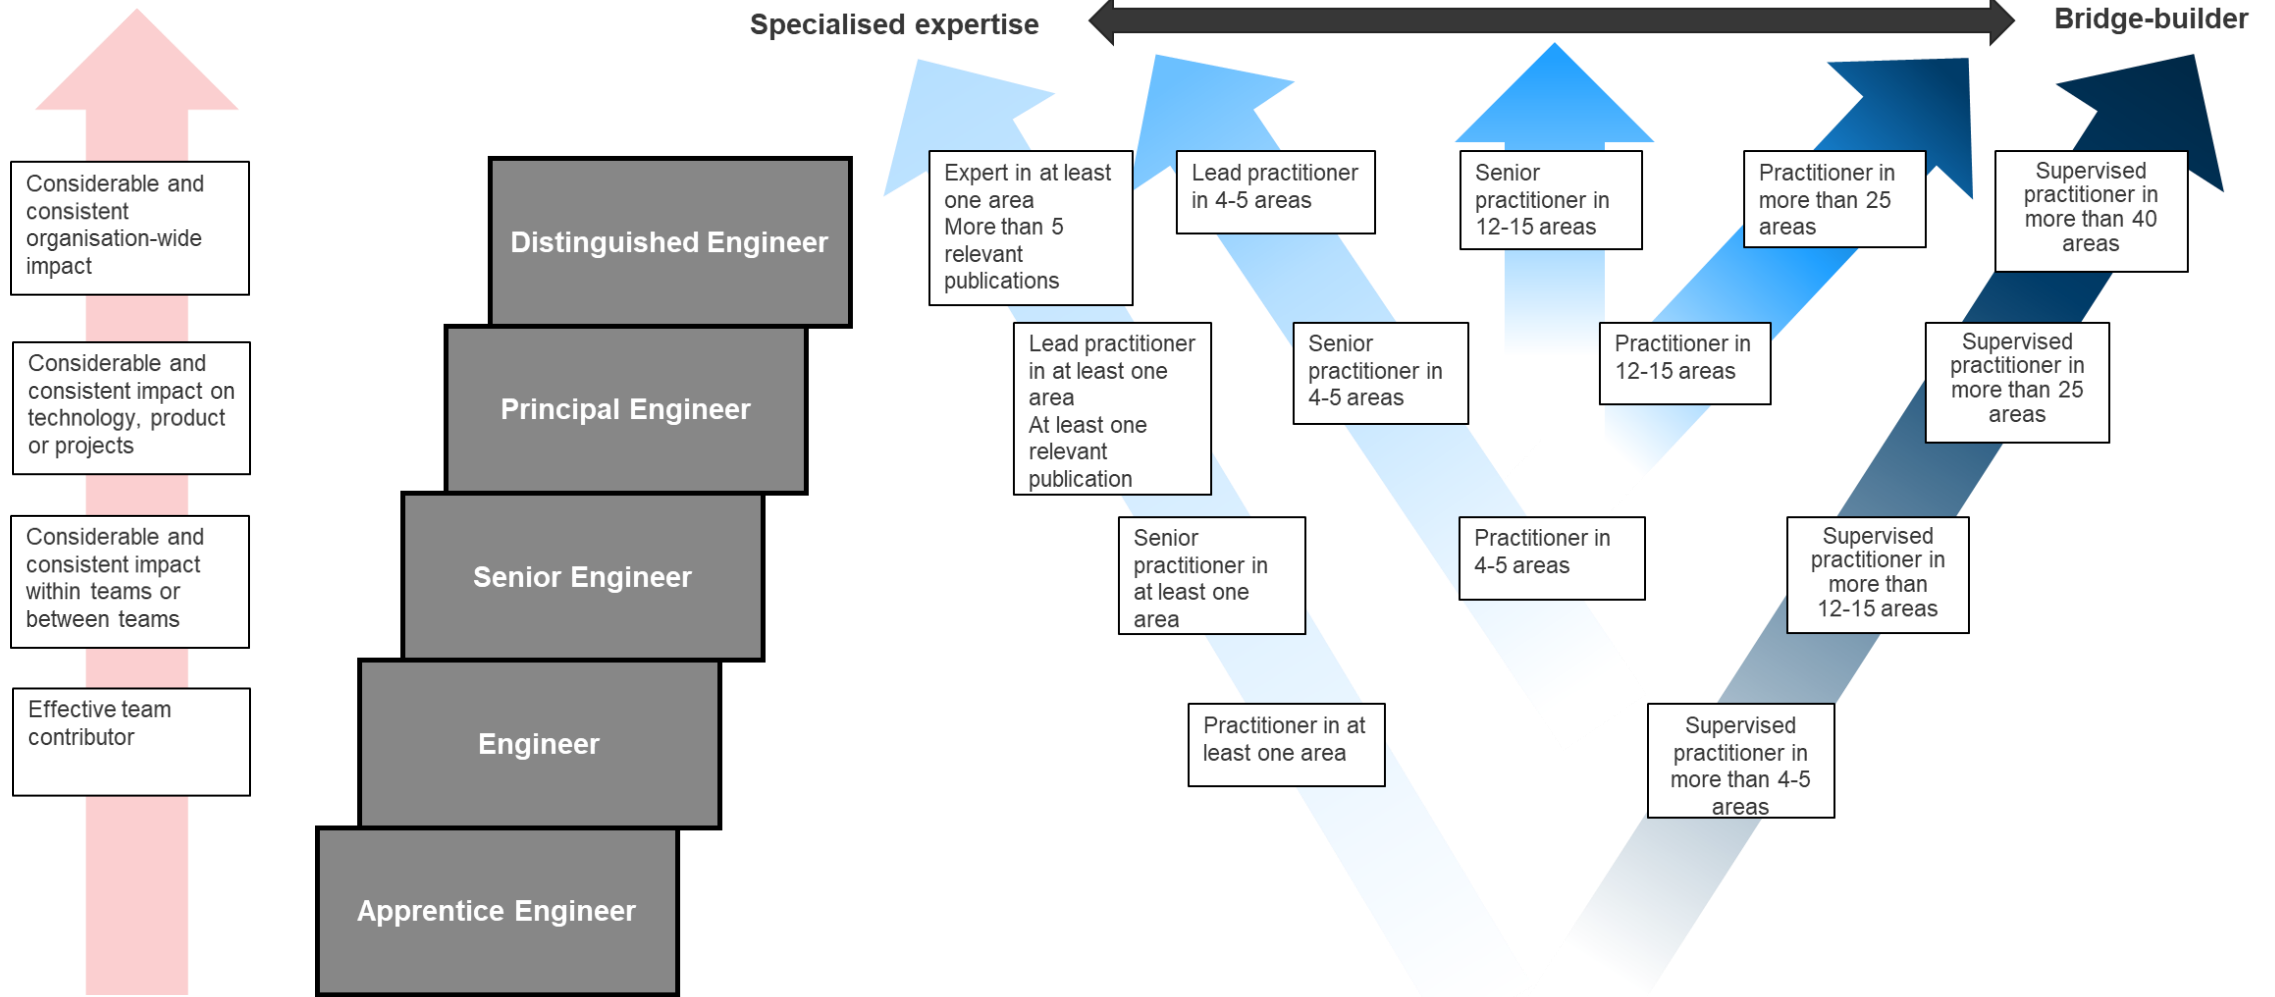 Specialised expertise
Bridge-builder
Considerable and
consistent
organisation-wide
impact
Considerable and
consistent impact on
technology, product
or projects
Considerable and
consistent impact
within teams or
between teams
Effective team
contributor
Distinguished Engineer
Principal Engineer
Senior Engineer
Engineer
Apprentice Engineer
Expert in at least
one area
More than 5
relevant
publications
Lead practitioner
in 4-5 areas
Senior
practitioner in
12-15 areas
Practitioner in
more than 25
areas
Supervised
practitioner in
more than 40
areas
Lead practitioner
in at least one
area
At least one
relevant
publication
Senior
practitioner in
4-5 areas
Practitioner in
12-15 areas
Supervised
practitioner in
more than 25
areas
Senior
practitioner in
at least one
area
Practitioner in
4-5 areas
Supervised
practitioner in
more than
12-15 areas
Practitioner in at
least one area
Supervised
practitioner in
more than 4-5
areas